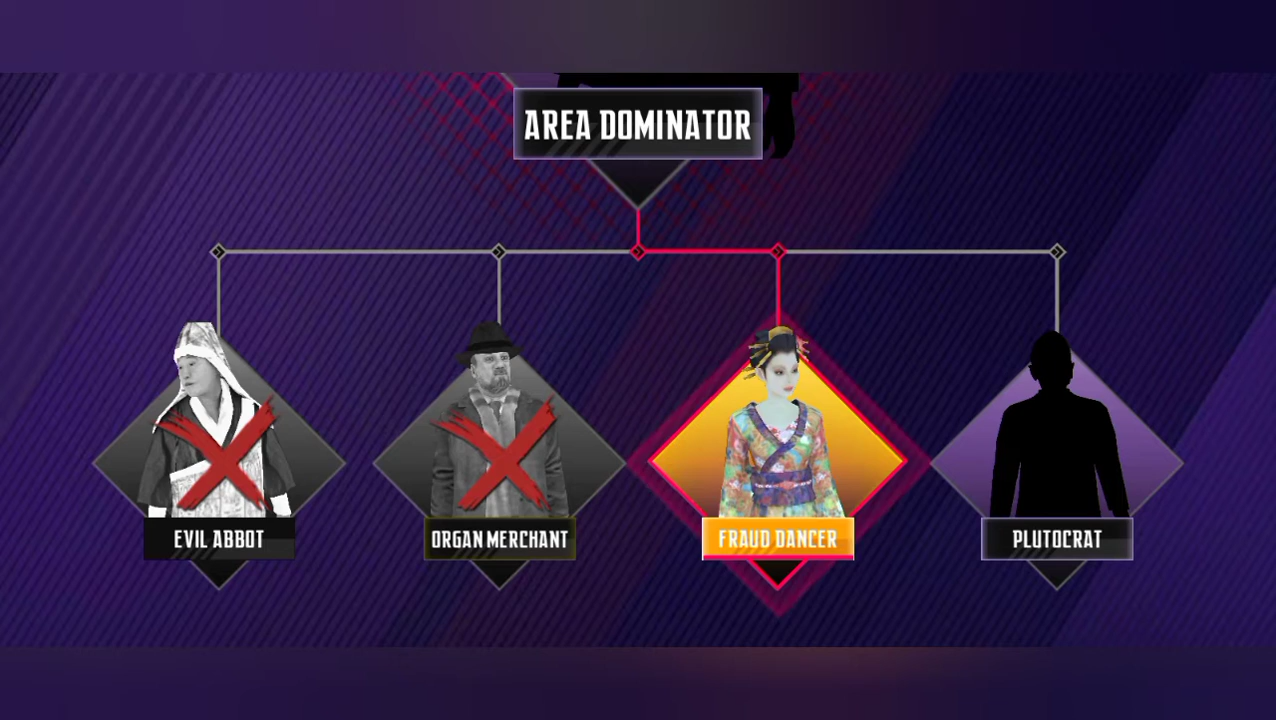 AREA DOMINATOR
EVIL ABBOT
ORGAN MERCHANT
FRAUD DANCER
PLUTOCRAT